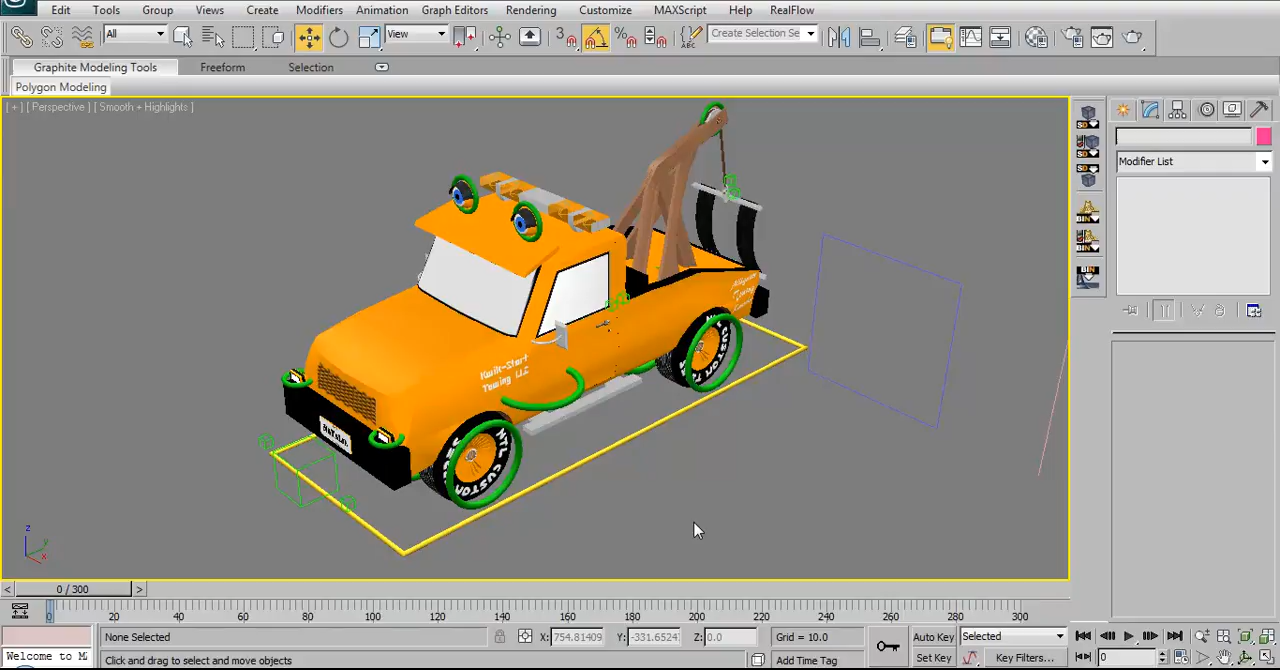 Edit Tools Group Views Create Modifiers Animation Graph Editors Rendering Customize MAXScript Help RealFlow
All View 3 Create Selection Se
Graphite Modeling Tools Freeform Selection
Polygon Modeling
[ + ] [ Perspective ] [ Smooth + Highlights ]
Modifier List
Kwik-Start
Towing LLC
0 / 300
0 20 40 60 80 100 120 140 160 180 200 220 240 260 280 300
None Selected X: 754.81409 Y: -331.6524 Z: 0.0 Grid = 10.0 Auto Key Selected
Welcome to M Click and drag to select and move objects Add Time Tag Set Key Key Filters... 0